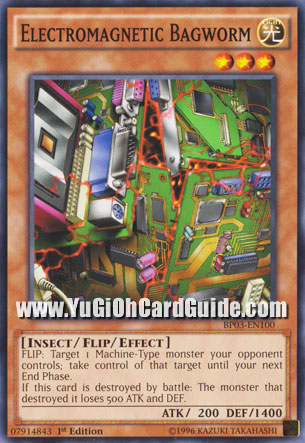 ELECTROMAGNETIC BAGWORM
光
www.YuGiOhCardGuide.com
BP03-EN100
[INSECT/FLIP/EFFECT]
FLIP: Target 1 Machine-Type monster your opponent
controls; take control of that target until your next
End Phase.
If this card is destroyed by battle: The monster that
destroyed it loses 500 ATK and DEF.
ATK/ 200 DEF/1400
07914843 1st Edition ©1996 KAZUKI TAKAHASHI